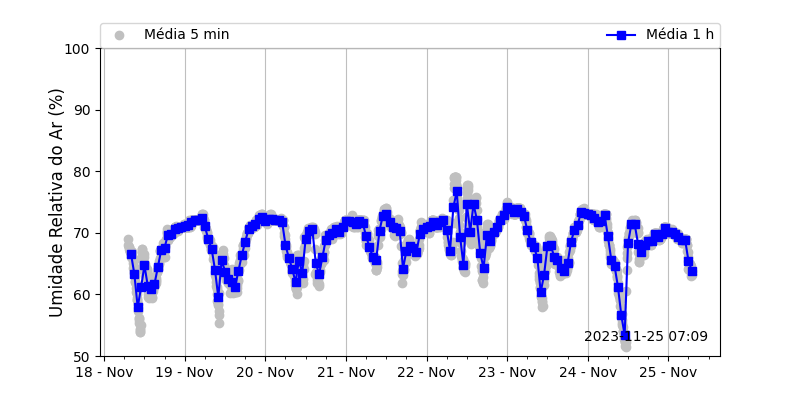 Média 5 min
Média 1 h
Umidade Relativa do Ar (%)
100
90
80
70
60
50
2023-11-25 07:09
18 - Nov
19 - Nov
20 - Nov
21 - Nov
22 - Nov
23 - Nov
24 - Nov
25 - Nov